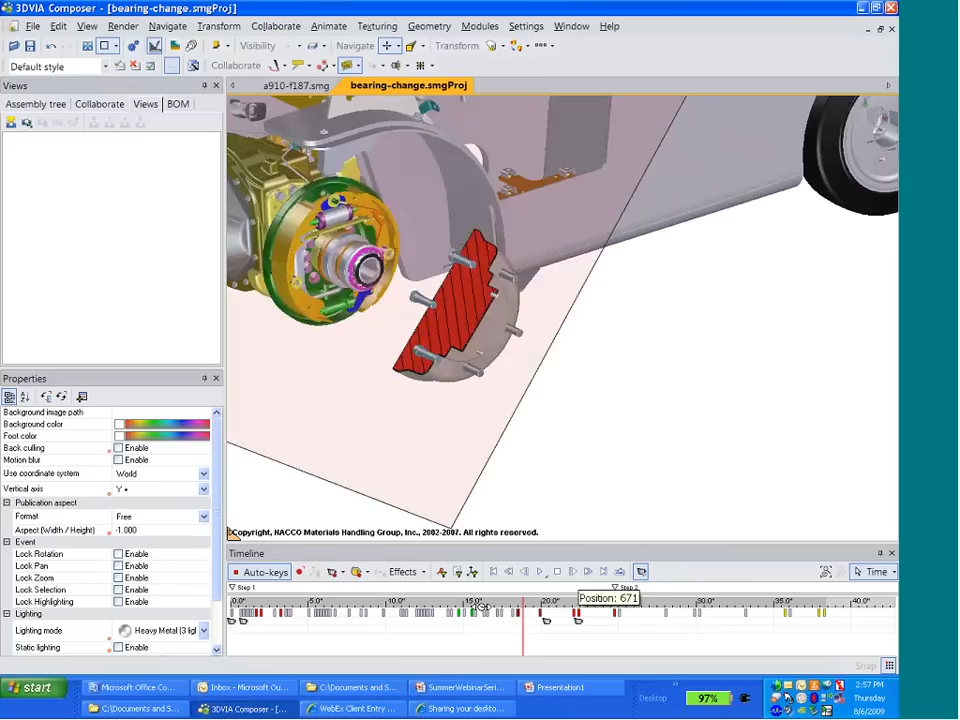 3DVIA Composer - [bearing-change.smgProj]
File Edit View Render Navigate Transform Collaborate Animate Texturing Geometry Modules Settings Window Help
Visibility Navigate Transform
Default style Collaborate
Views a910-f187.smg bearing-change.smgProj
Assembly tree Collaborate Views BOM
Properties
Background image path
Background color
Foot color
Back culling Enable
Motion blur Enable
Use coordinate system World
Vertical axis Y +
Publication aspect
Format Free
Aspect (Width / Height) -1.000
Event
Lock Rotation Enable
Lock Pan Enable
Lock Zoom Enable
Lock Selection Enable
Lock Highlighting Enable
Lighting
Lighting mode Heavy Metal (3 ligl
Static lighting Enable
©Copyright, NACCO Materials Handling Group, Inc., 2002-2007, All rights reserved.
Timeline
Auto-keys Effects Time
Step 1 Step 2
Position: 671
0.0" 5.0" 10.0" 15.0" 20.0" 25.0" 30.0" 35.0" 40.0"
Snap
start Microsoft Office Co... Inbox - Microsoft Ou... C:\Documents and S... SummerWebinarSeri... Presentation1 2:57 PM
Desktop 97% Thursday
C:\Documents and S... 3DVIA Composer - [... WebEx Client Entry ... Sharing your deskto... 8/6/2009